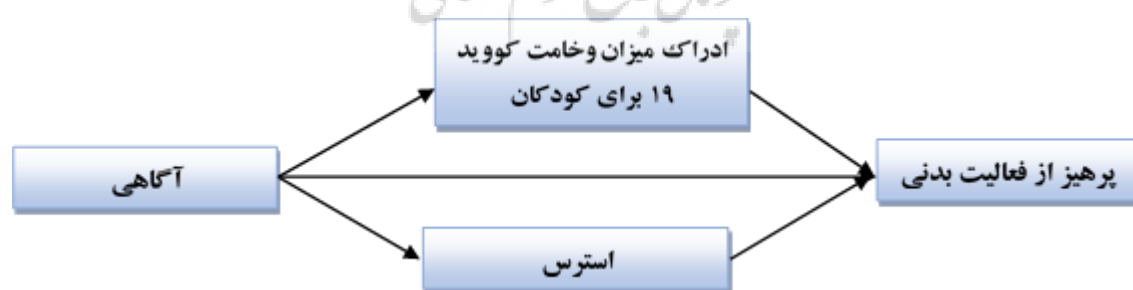 ادراک میزان وخامت کووید
۱۹ برای کودکان
آگاهی
پرهیز از فعالیت بدنی
استرس